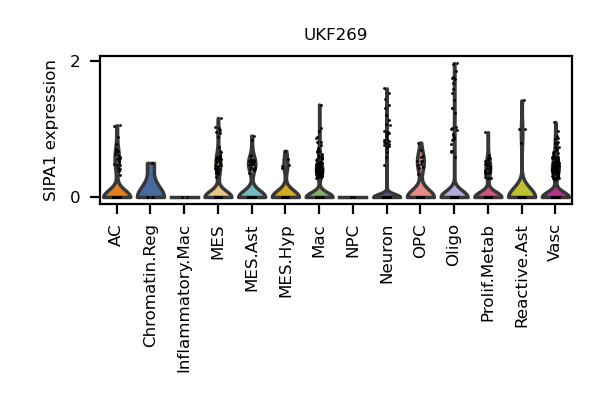 UKF269
SIPA1 expression
2
0
AC
Chromatin.Reg
Inflammatory.Mac
MES
MES.Ast
MES.Hyp
Mac
NPC
Neuron
OPC
Oligo
Prolif.Metab
Reactive.Ast
Vasc